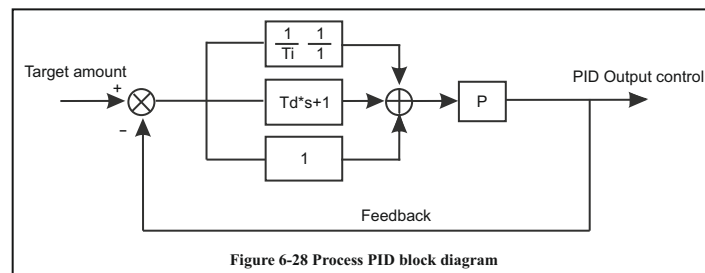 1 1
Ti 1
Target amount
+
−
Td*s+1
P
PID Output control
1
Feedback
Figure 6-28 Process PID block diagram